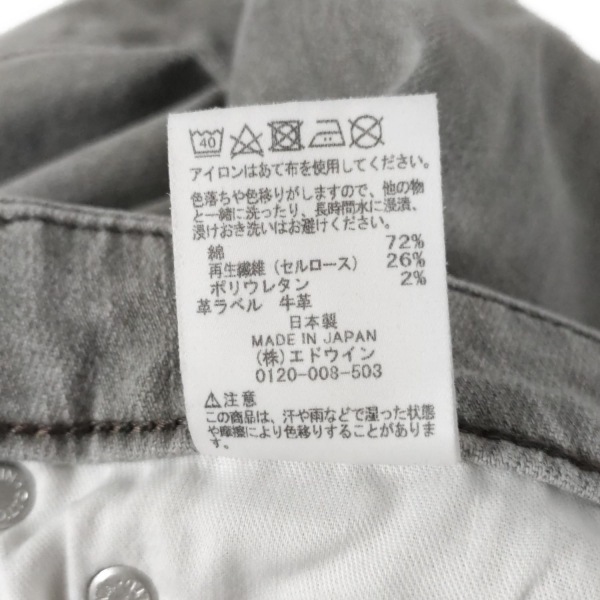 40
アイロンはあて布を使用してください。
色落ちや色移りがしますので、他の物
と一緒に洗ったり、長時間水に浸漬、
浸けおき洗いはお避けください。
綿 72%
再生繊維（セルロース） 26%
ポリウレタン 2%
革ラベル 牛革
日本製
MADE IN JAPAN
(株)エドウイン
0120-008-503
⚠注意
この商品は、汗や雨などで湿った状態
や摩擦により色移りすることがありま
す。